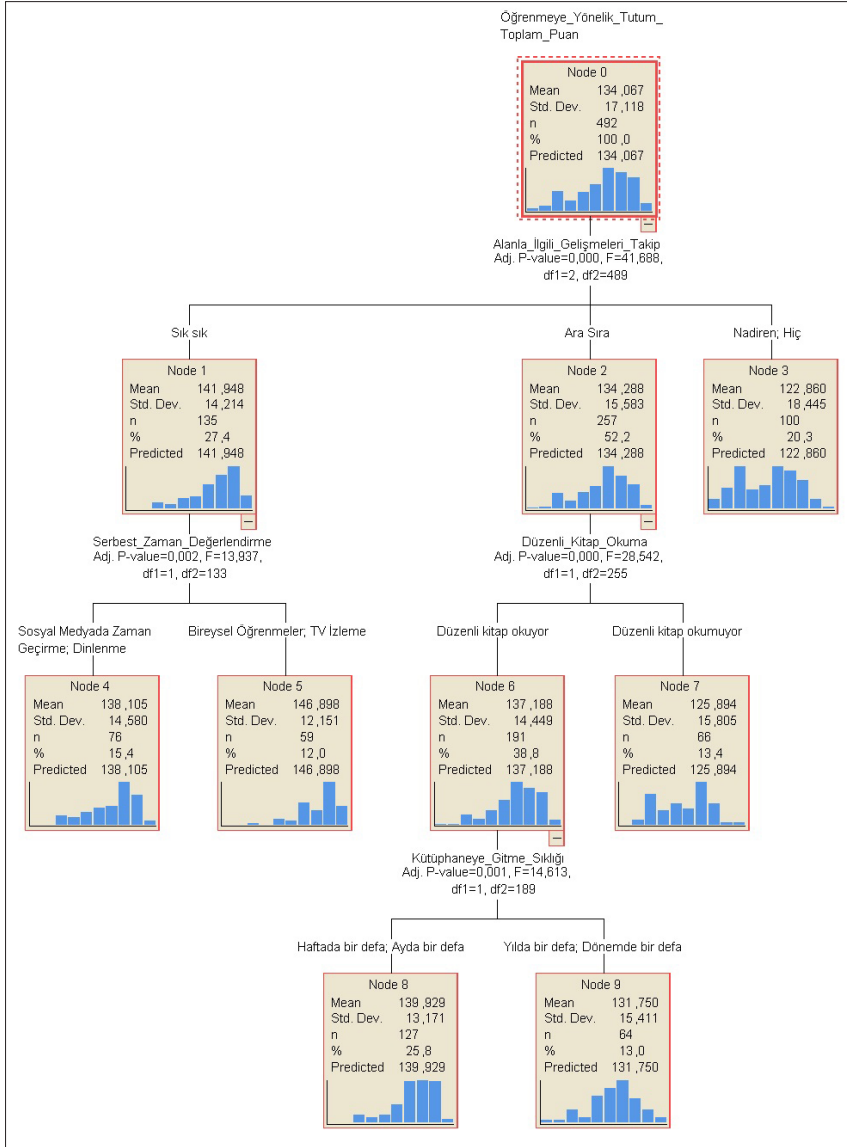 Öğrenmeye_Yönelik_Tutum_
Toplam_Puan
Node 0
Mean 134 ,067
Std. Dev. 17 ,118
n 492
% 100 ,0
Predicted 134 ,067
Alanla_İlgili_Gelişmeleri_Takip
Adj. P-value=0,000, F=41,688,
df1=2, df2=489
Sık sık
Ara Sıra
Nadiren; Hiç
Node 1
Mean 141 ,948
Std. Dev. 14 ,214
n 135
% 27 ,4
Predicted 141 ,948
Node 2
Mean 134 ,288
Std. Dev. 15 ,583
n 257
% 52 ,2
Predicted 134 ,288
Node 3
Mean 122 ,860
Std. Dev. 18 ,445
n 100
% 20 ,3
Predicted 122 ,860
Serbest_Zaman_Değerlendirme
Adj. P-value=0,002, F=13,937,
df1=1, df2=133
Düzenli_Kitap_Okuma
Adj. P-value=0,000, F=28,542,
df1=1, df2=255
Sosyal Medyada Zaman
Geçirme; Dinlenme
Bireysel Öğrenmeler; TV İzleme
Düzenli kitap okuyor
Düzenli kitap okumuyor
Node 4
Mean 138 ,105
Std. Dev. 14 ,580
n 76
% 15 ,4
Predicted 138 ,105
Node 5
Mean 146 ,898
Std. Dev. 12 ,151
n 59
% 12 ,0
Predicted 146 ,898
Node 6
Mean 137 ,188
Std. Dev. 14 ,449
n 191
% 38 ,8
Predicted 137 ,188
Node 7
Mean 125 ,894
Std. Dev. 15 ,805
n 66
% 13 ,4
Predicted 125 ,894
Kütüphaneye_Gitme_Sıklığı
Adj. P-value=0,001, F=14,613,
df1=1, df2=189
Haftada bir defa; Ayda bir defa
Yılda bir defa; Dönemde bir defa
Node 8
Mean 139 ,929
Std. Dev. 13 ,171
n 127
% 25 ,8
Predicted 139 ,929
Node 9
Mean 131 ,750
Std. Dev. 15 ,411
n 64
% 13 ,0
Predicted 131 ,750